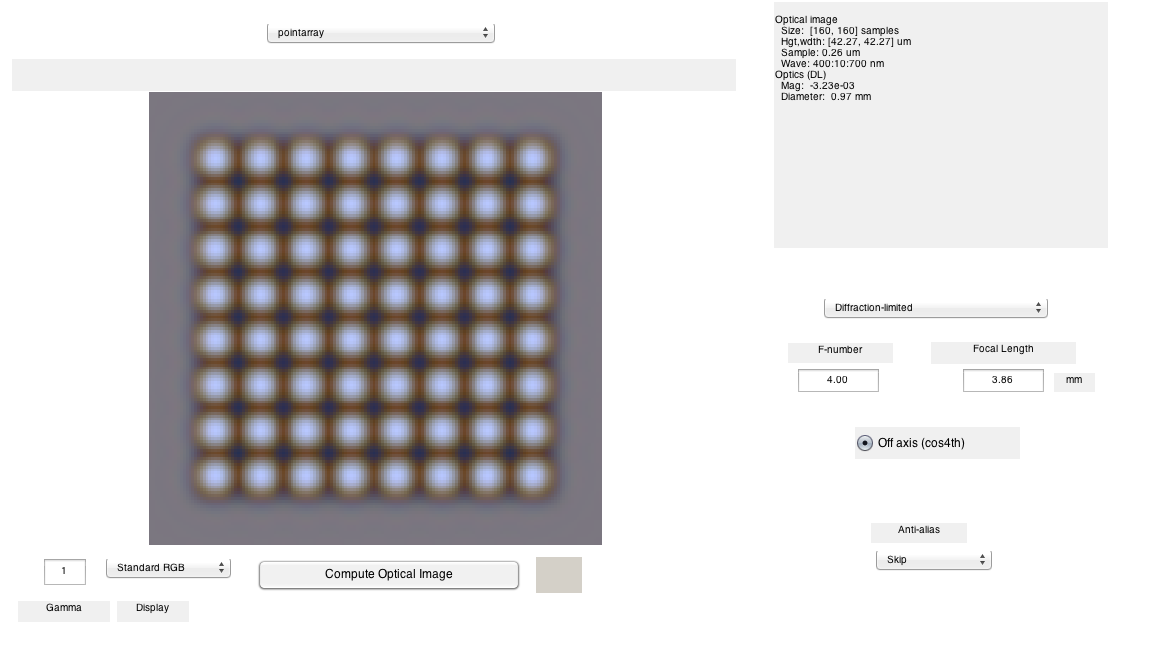 pointarray
Optical image
Size:  [160, 160] samples
Hgt,wdth: [42.27, 42.27] um
Sample: 0.26 um
Wave: 400:10:700 nm
Optics (DL)
Mag:  -3.23e-03
Diameter:  0.97 mm
Diffraction-limited
F-number
Focal Length
4.00
3.86
mm
Off axis (cos4th)
Anti-alias
Skip
1
Standard RGB
Compute Optical Image
Gamma
Display